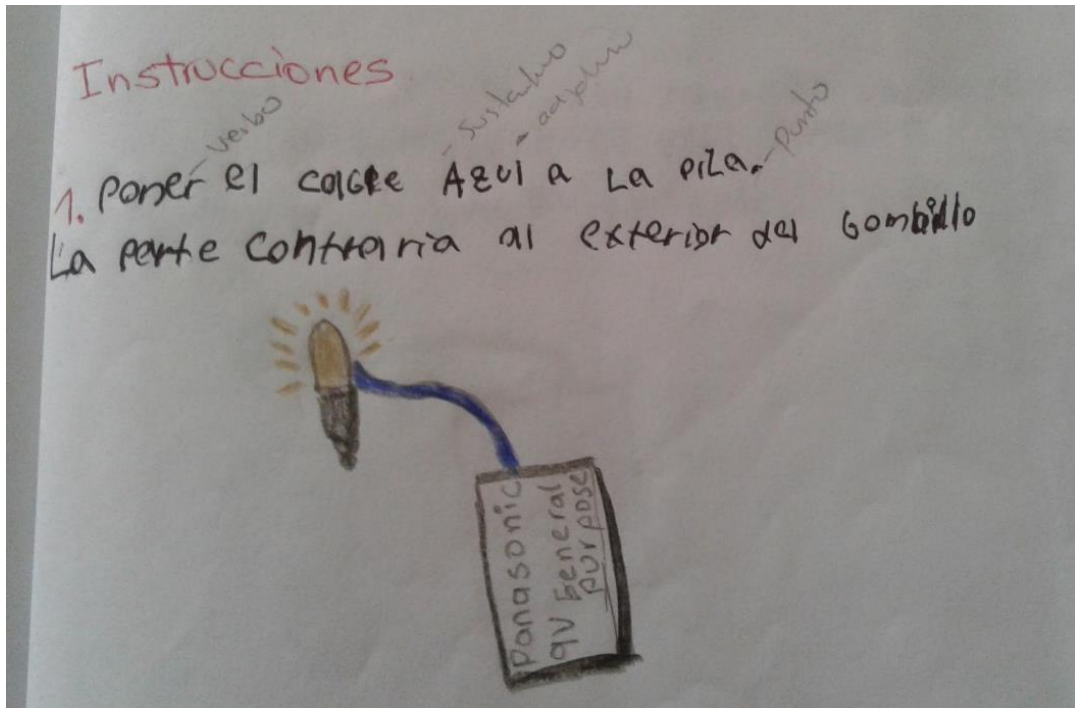 Instrucciones
- verbo
- sustantivo
- adjetivo
- punto
1. Poner el cacle Azul a La pila.
La parte contraria al exterior del bombillo
Panasonic
9V General
purpose